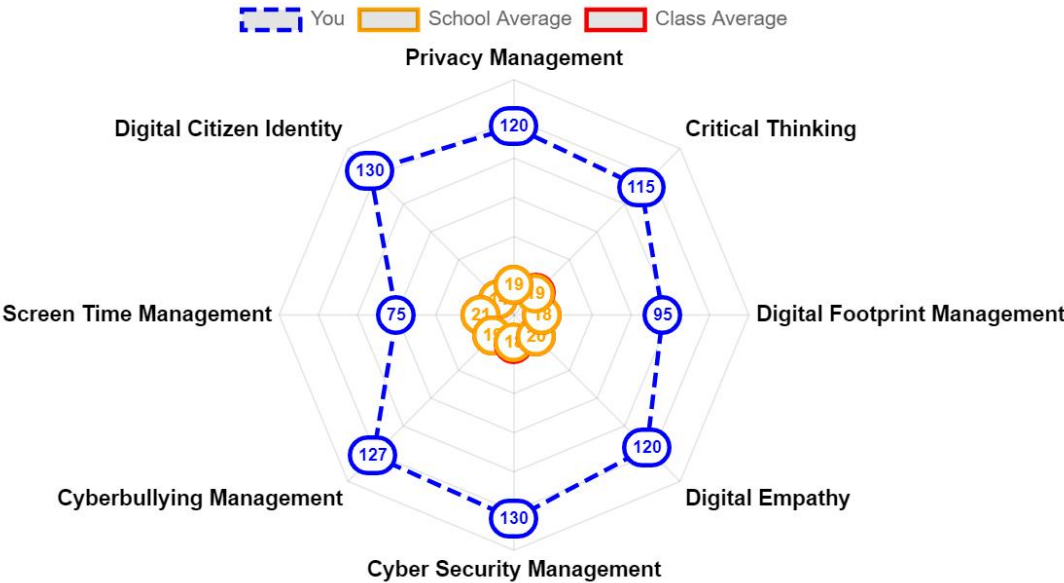 You School Average Class Average
Privacy Management
Digital Citizen Identity Critical Thinking
120
130
115
19
19
Screen Time Management 75 21 18 95 Digital Footprint Management
19 18 20
127 120
Cyberbullying Management Digital Empathy
130
Cyber Security Management